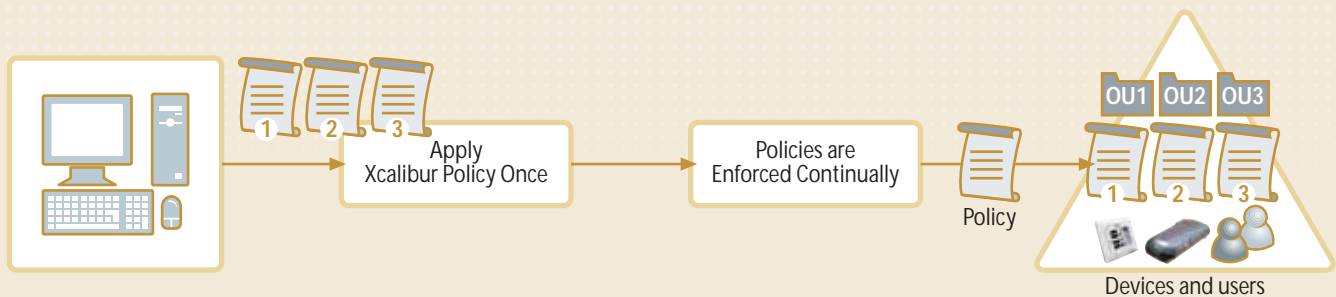 1 2 3
Apply
Xcalibur Policy Once
Policies are
Enforced Continually
Policy
OU1 OU2 OU3
1 2 3
Devices and users